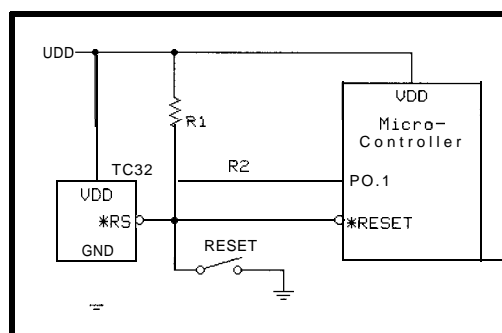 UDD
VDD
R1
Micro-
Controller
TC32
R2
VDD
PO.1
*RS
*RESET
GND
RESET